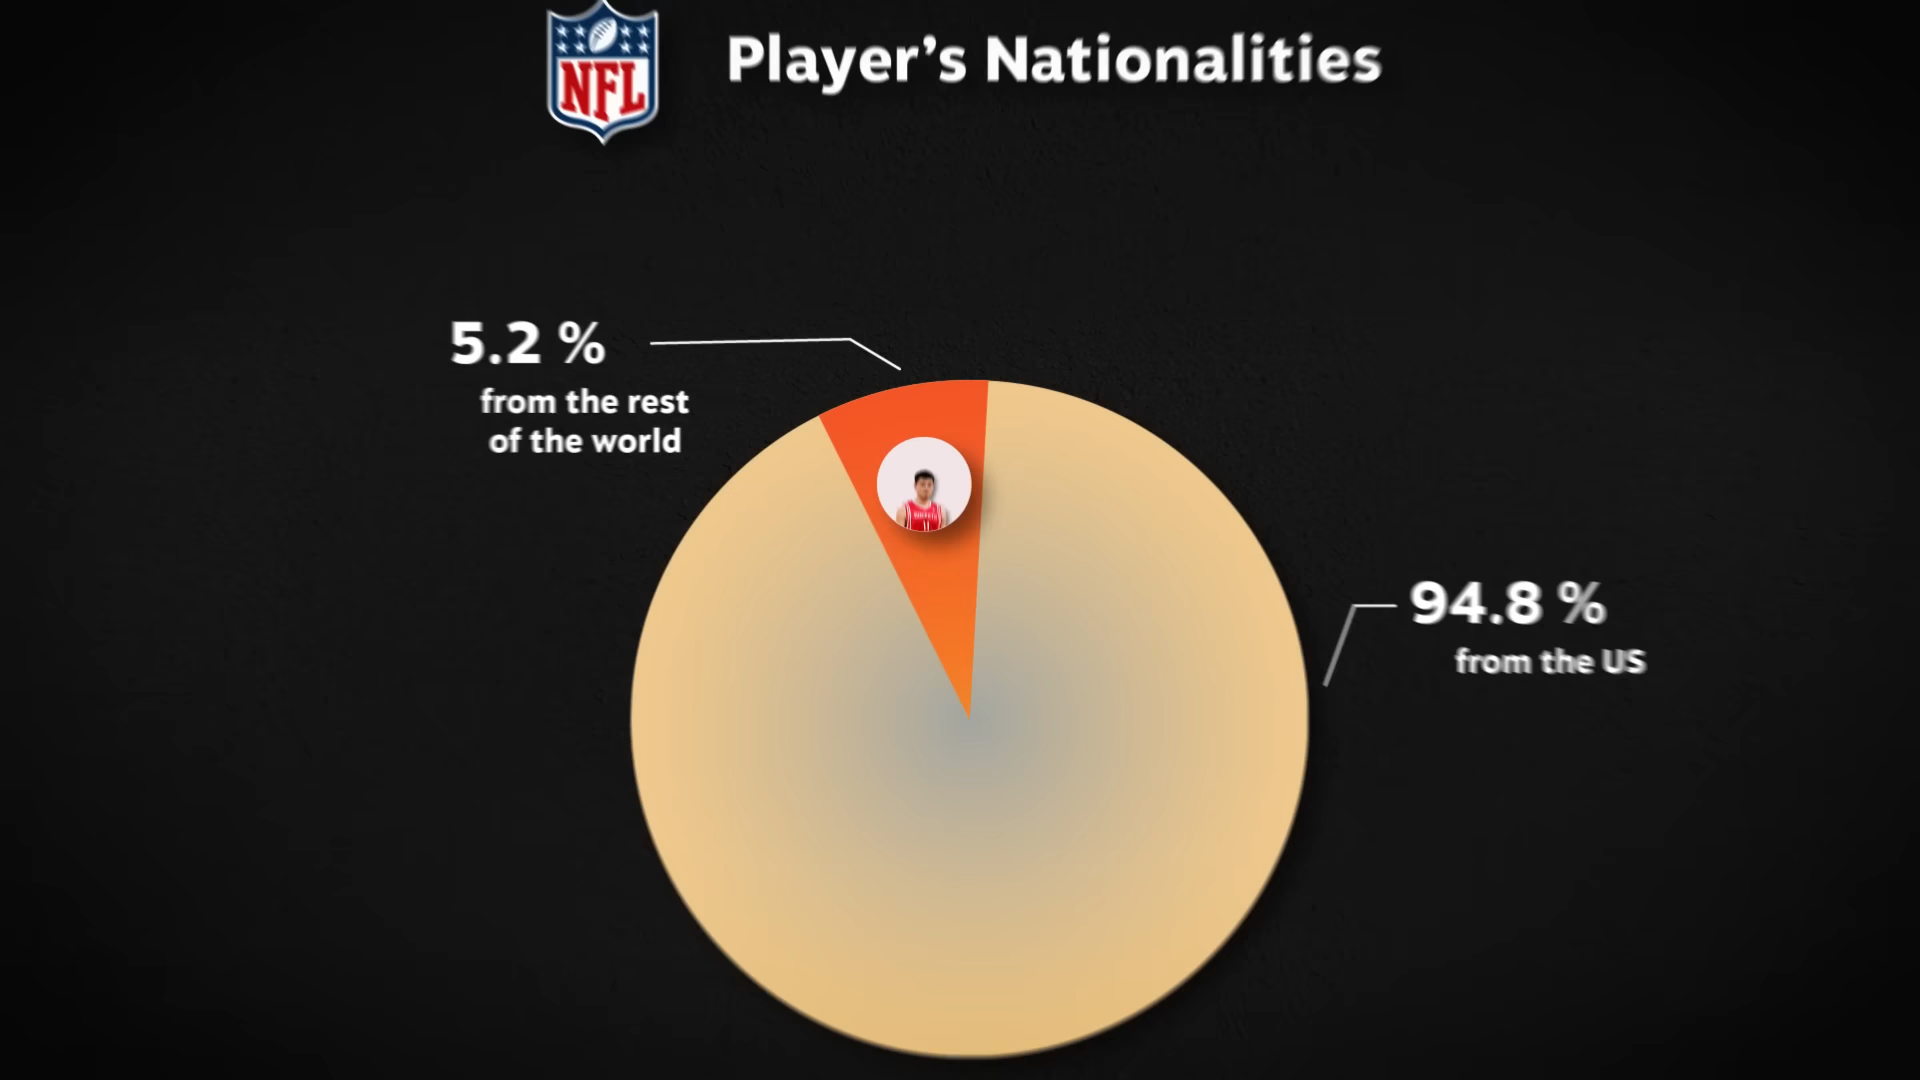 NFL
Player's Nationalities
5.2 %
from the rest
of the world
94.8 %
from the US